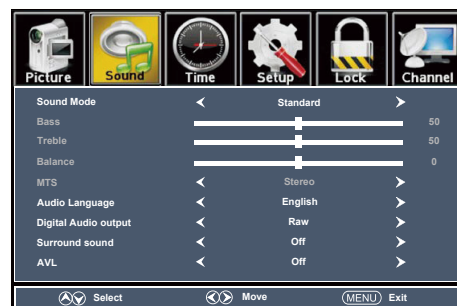 Picture Sound Time Setup Lock Channel
Sound Mode Standard
Bass 50
Treble 50
Balance 0
MTS Stereo
Audio Language English
Digital Audio output Raw
Surround sound Off
AVL Off
Select Move MENU Exit